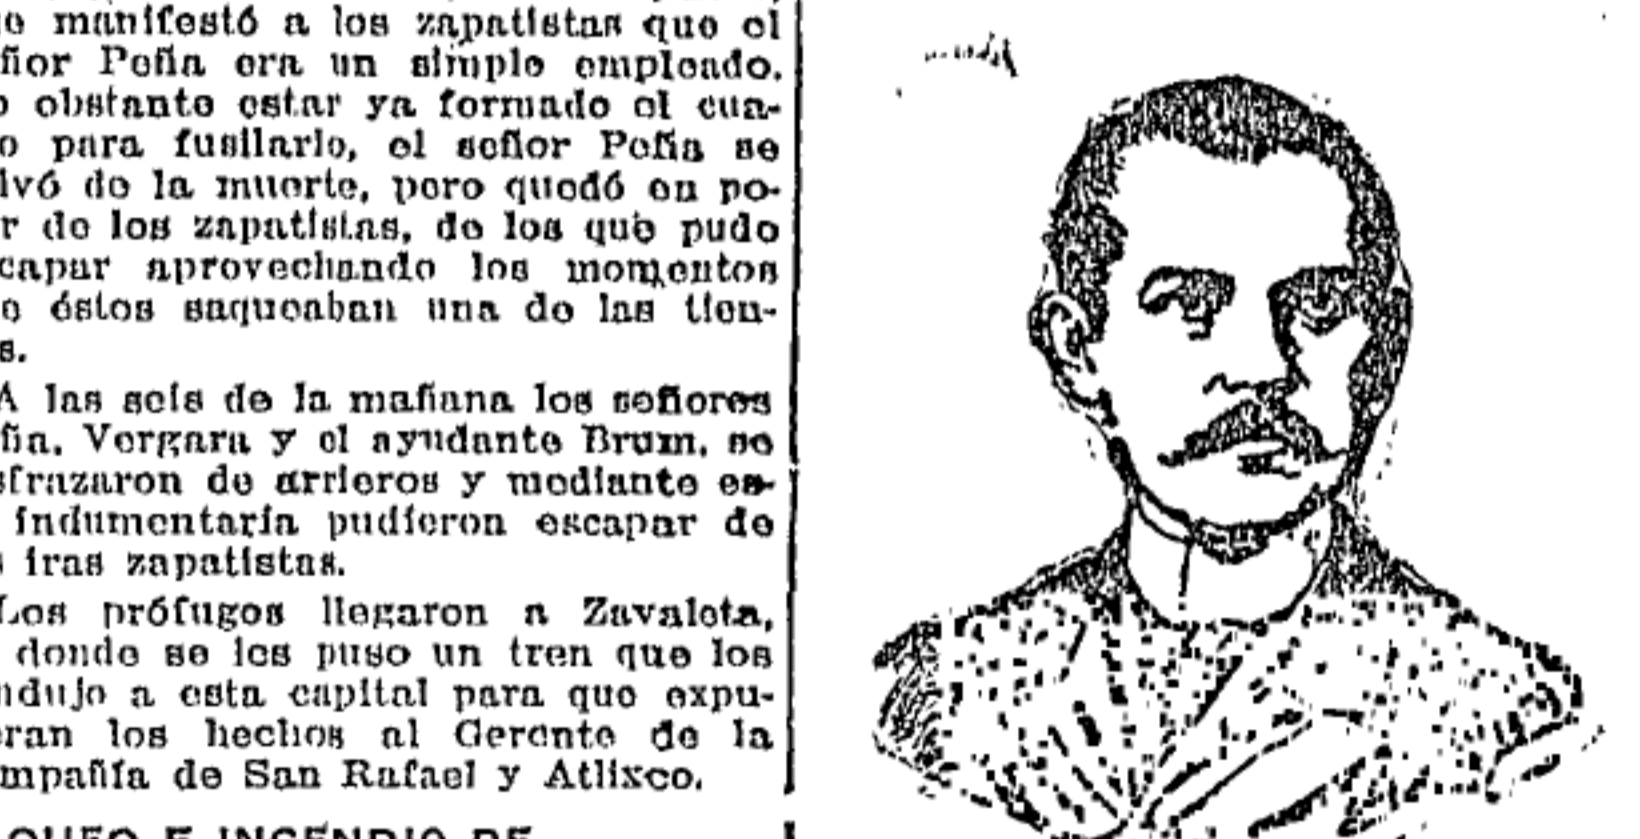 manifestó a los zapatistas que el
ñor Peña era un simple empleado.
obstante estar ya formado el cua-
o para fusilarlo, el señor Peña se
lvó de la muerte, pero quedó en po-
r de los zapatistas, de los que pudo
capar aprovechando los momentos
éstos saqueaban una de las tien-
s.
A las seis de la mañana los señores
ña, Vergara y el ayudante Brum, se
sfrazaron de arrieros y mediante es-
indumentaria pudieron escapar de
iras zapatistas.
Los prófugos llegaron a Zavaleta,
donde se les puso un tren que los
ndujo a esta capital para que expu-
eran los hechos al Gerente de la
mpañía de San Rafael y Atlixco.
QUEO E INCENDIO DE